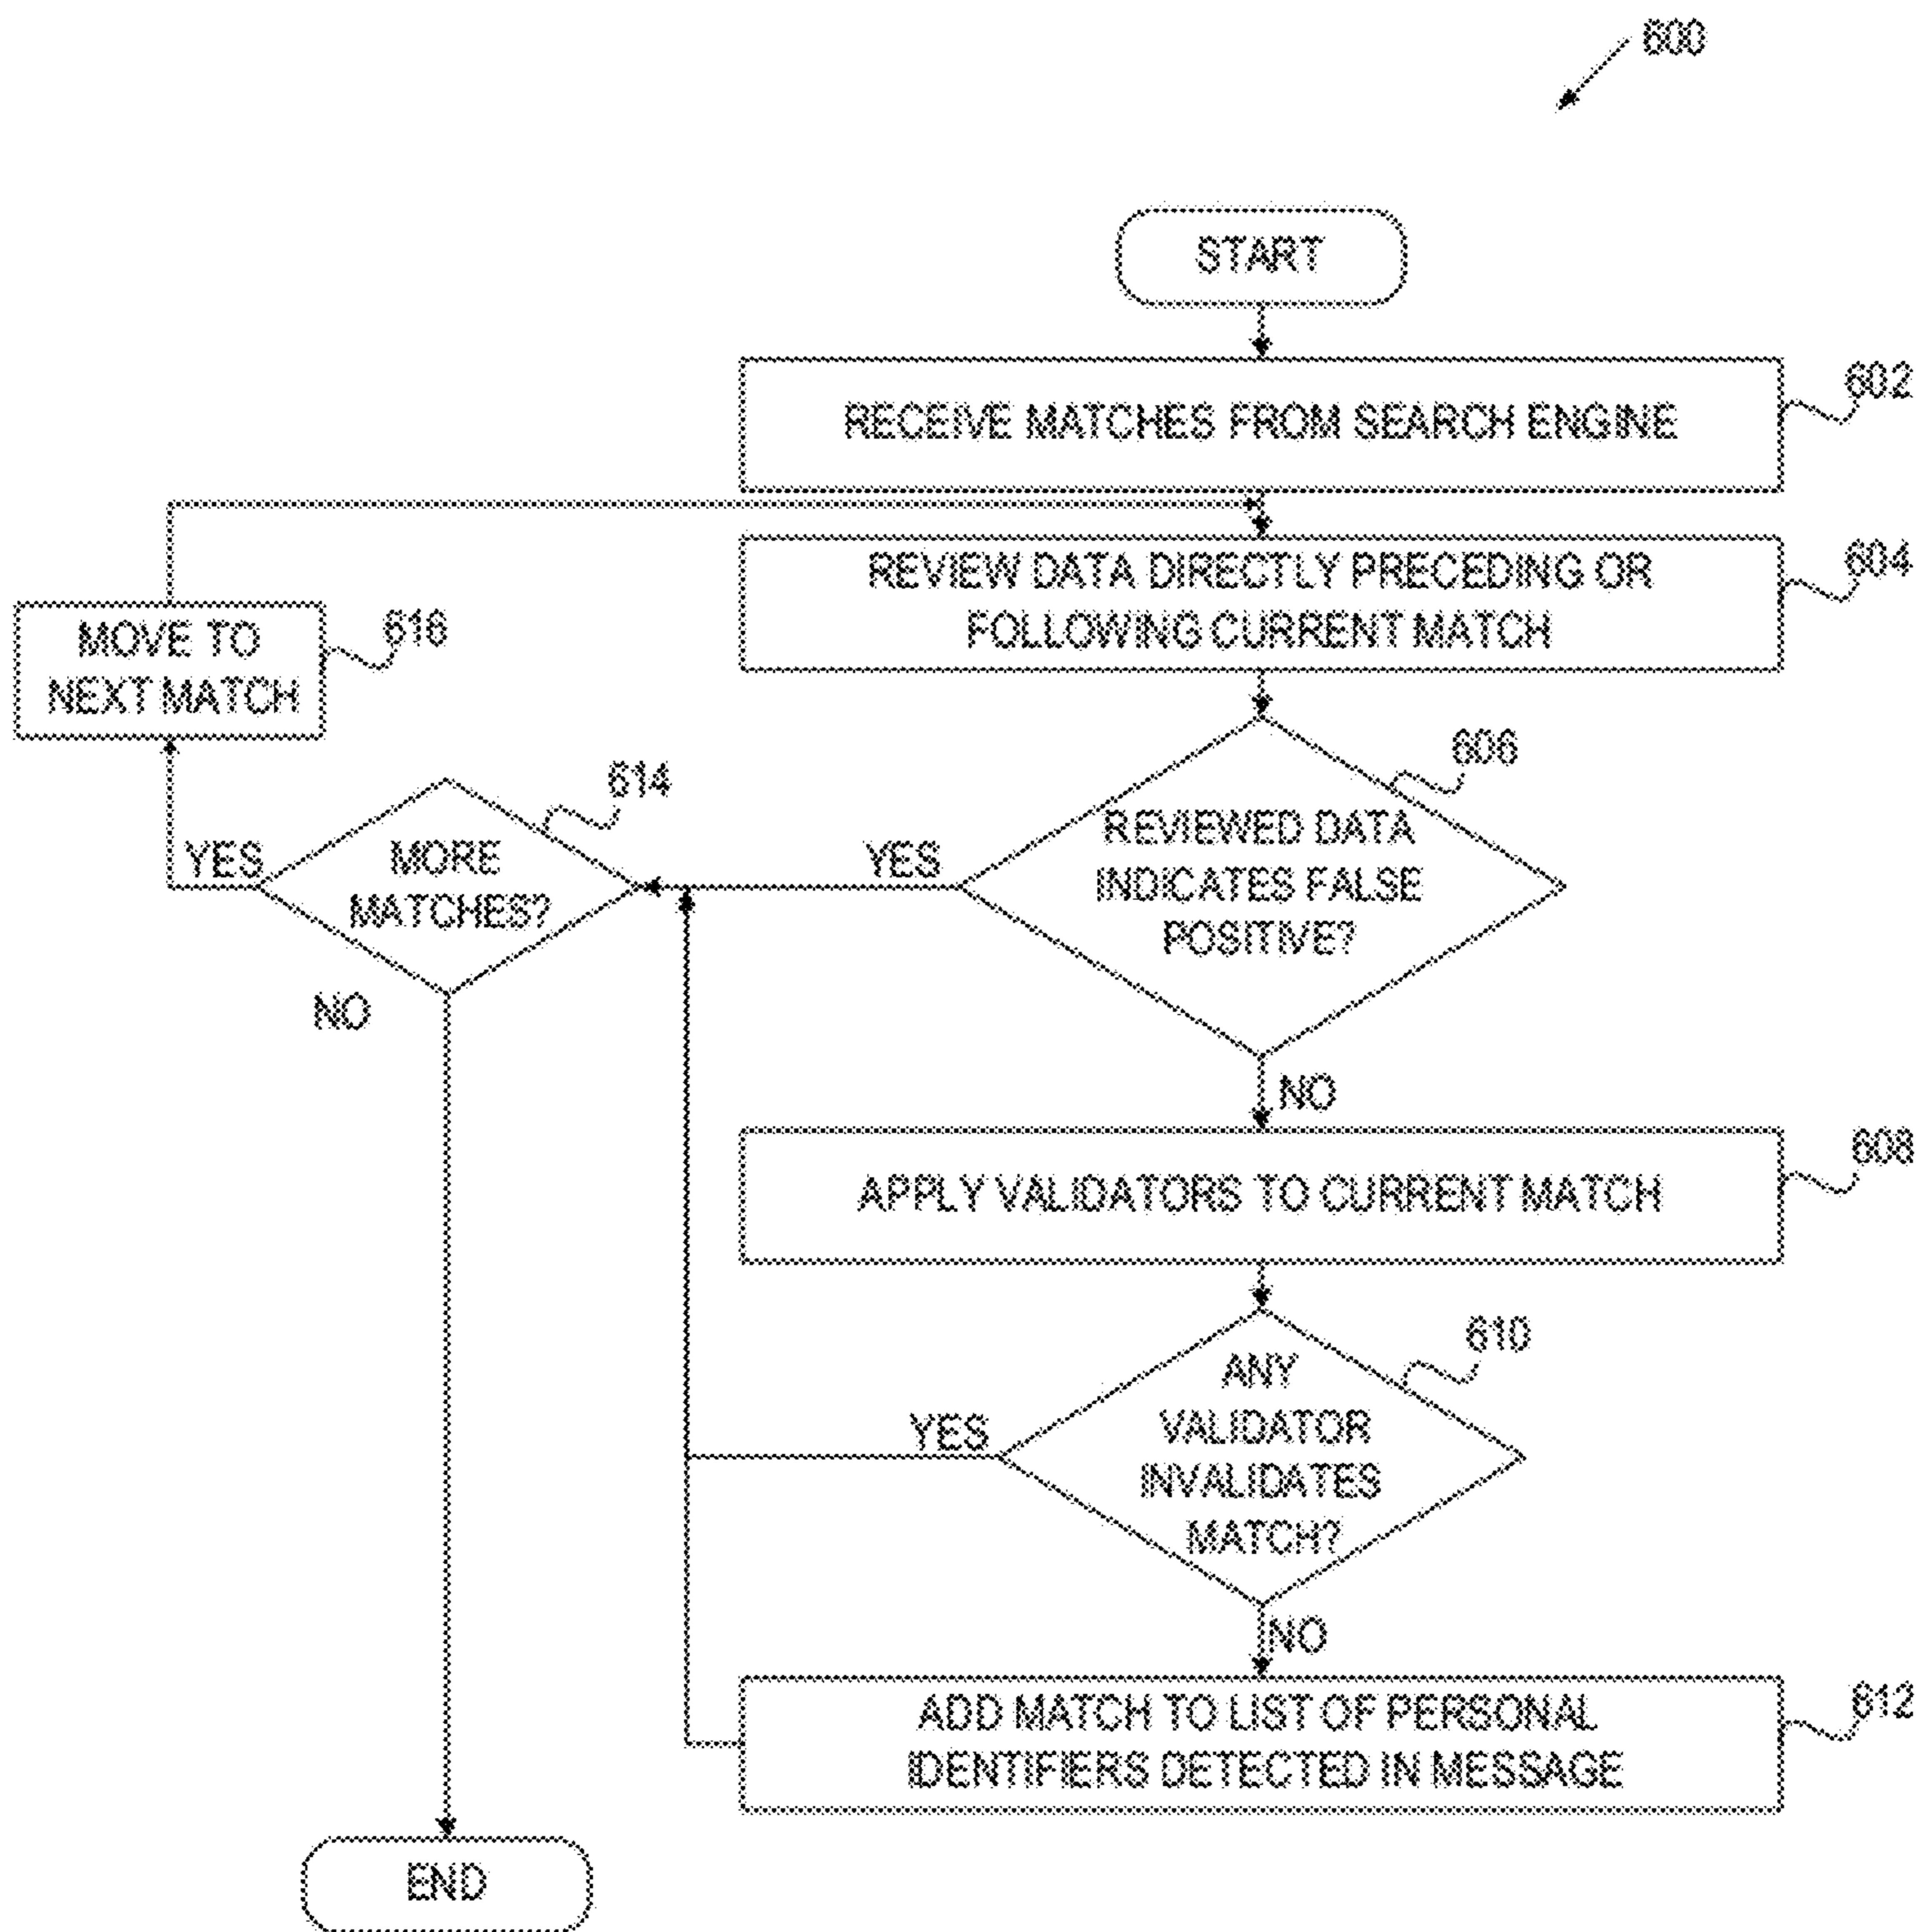 600
START
RECEIVE MATCHES FROM SEARCH ENGINE
602
REVIEW DATA DIRECTLY PRECEDING OR
FOLLOWING CURRENT MATCH
604
MOVE TO
NEXT MATCH
616
REVIEWED DATA
INDICATES FALSE
POSITIVE?
606
YES
MORE
MATCHES?
614
YES
NO
NO
APPLY VALIDATORS TO CURRENT MATCH
608
ANY
VALIDATOR
INVALIDATES
MATCH?
610
YES
NO
ADD MATCH TO LIST OF PERSONAL
IDENTIFIERS DETECTED IN MESSAGE
612
END